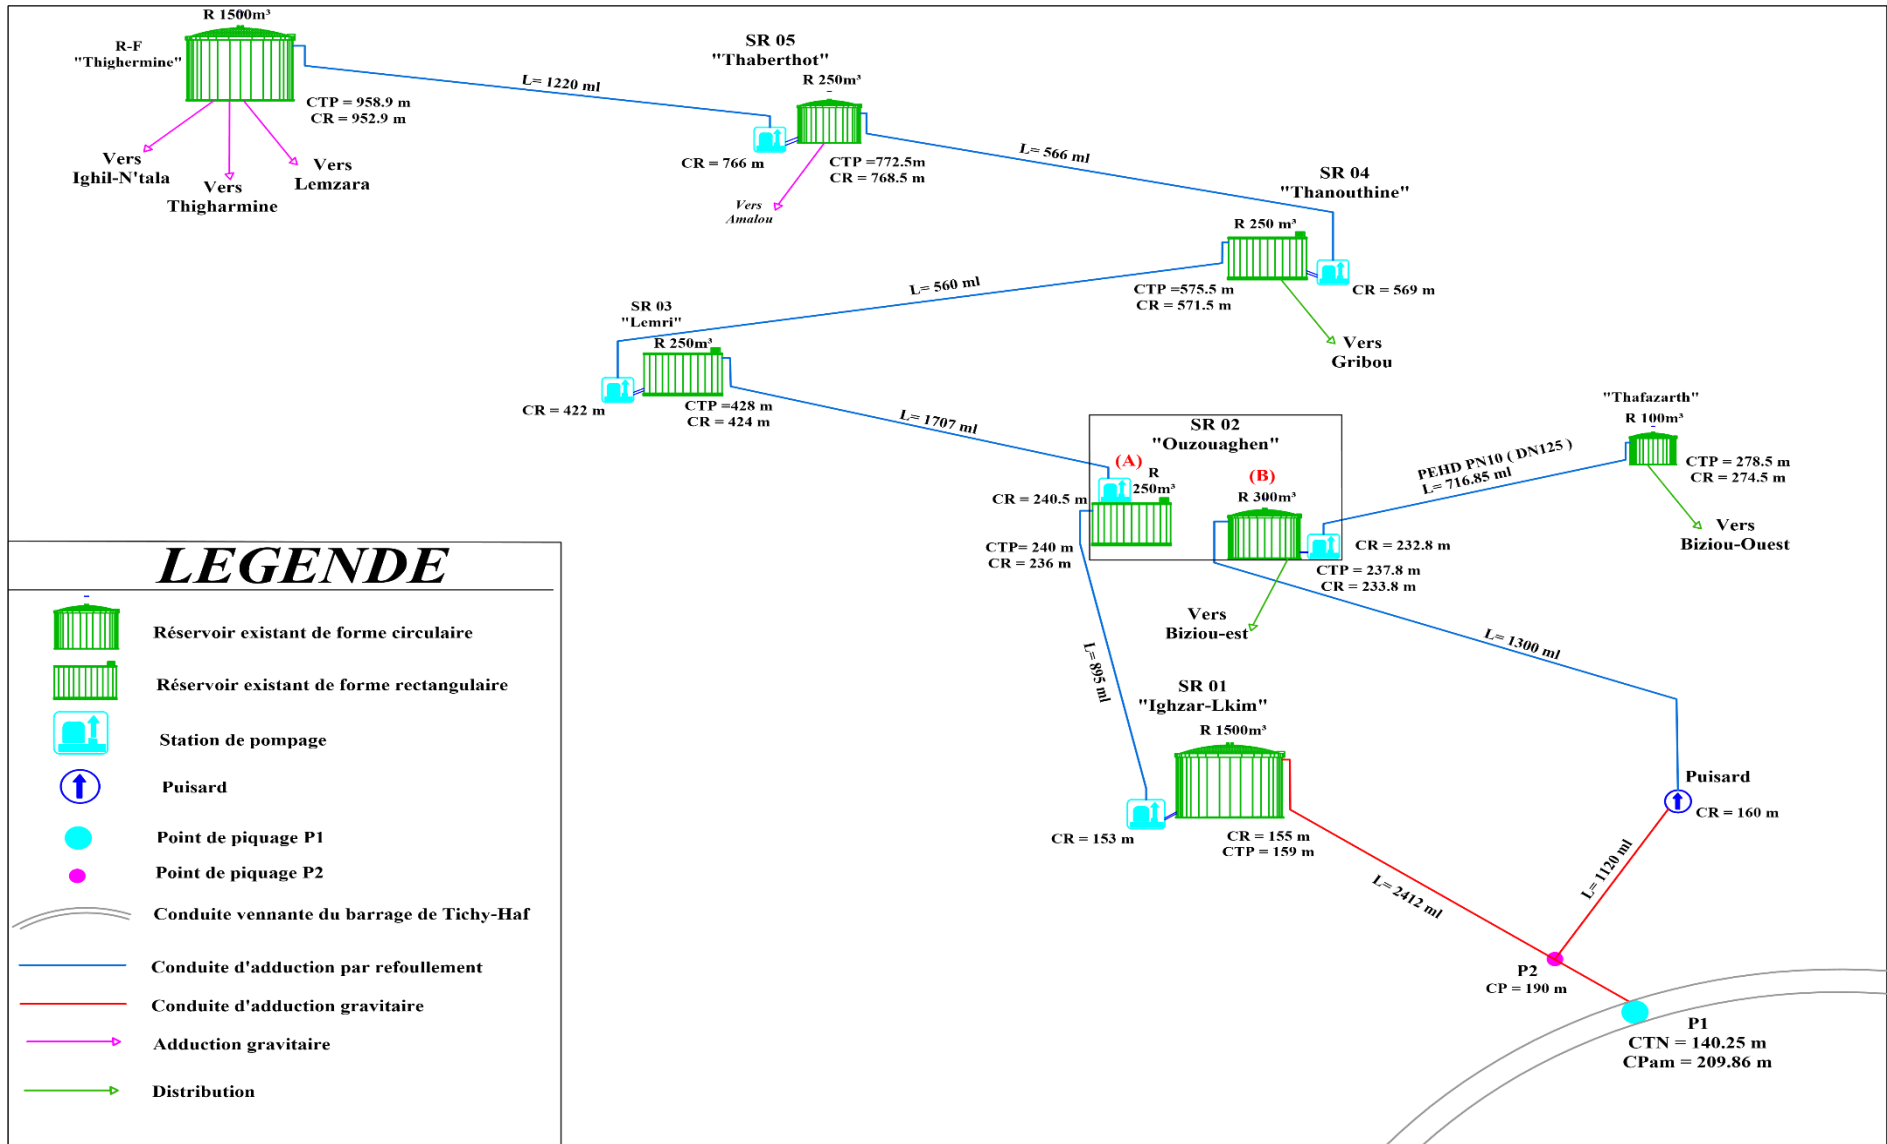 R 1500m³
R-F
"Thighermine"
CTP = 958.9 m
CR = 952.9 m
Vers
Ighil-N'tala
Vers
Thigharmine
Vers
Lemzara
L= 1220 ml
SR 05
"Thaberthot"
R 250m³
CR = 766 m
CTP =772.5m
CR = 768.5 m
Vers
Amalou
L= 566 ml
SR 04
"Thanouthine"
R 250 m³
CTP =575.5 m
CR = 571.5 m
CR = 569 m
Vers
Gribou
L= 560 ml
SR 03
"Lemri"
R 250m³
CR = 422 m
CTP =428 m
CR = 424 m
L= 1707 ml
SR 02
"Ouzouaghen"
(A)
R
250m³
CR = 240.5 m
CTP= 240 m
CR = 236 m
(B)
R 300m³
CR = 232.8 m
CTP = 237.8 m
CR = 233.8 m
Vers
Biziou-est
PEHD PN10 ( DN125 )
L= 716.85 ml
"Thafazarth"
R 100m³
CTP = 278.5 m
CR = 274.5 m
Vers
Biziou-Ouest
L= 895 ml
L= 1300 ml
SR 01
"Ighzar-Lkim"
R 1500m³
CR = 153 m
CR = 155 m
CTP = 159 m
Puisard
CR = 160 m
L= 2412 ml
L= 1120 ml
P2
CP = 190 m
P1
CTN = 140.25 m
CPam = 209.86 m
LEGENDE
Réservoir existant de forme circulaire
Réservoir existant de forme rectangulaire
Station de pompage
Puisard
Point de piquage P1
Point de piquage P2
Conduite vennante du barrage de Tichy-Haf
Conduite d'adduction par refoullement
Conduite d'adduction gravitaire
Adduction gravitaire
Distribution